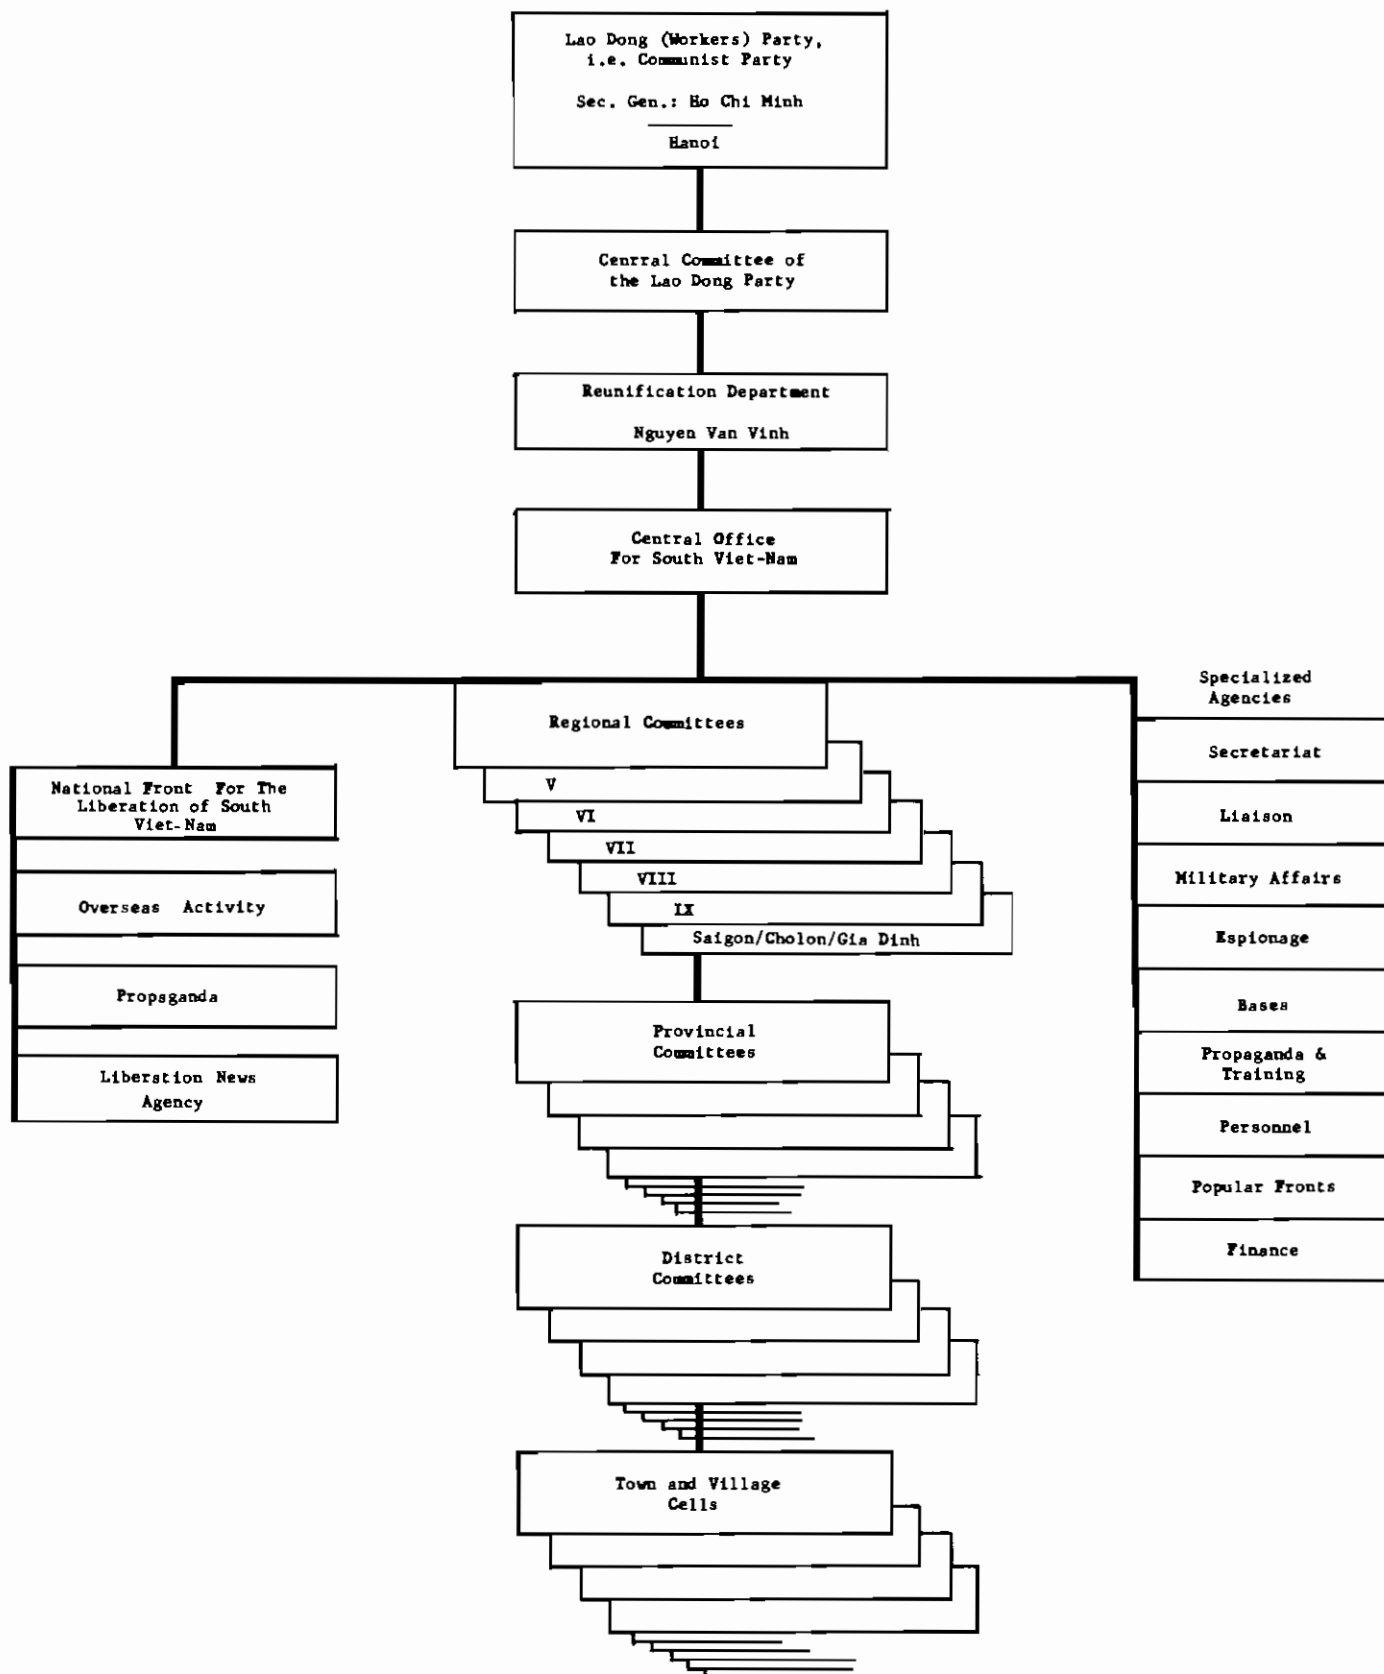 Lao Dong (Workers) Party,
i.e. Communist Party
Sec. Gen.: Ho Chi Minh
Hanoi
Cenrral Committee of
the Lao Dong Party
Reunification Department
Nguyen Van Vinh
Central Office
For South Viet-Nam
National Front For The
Liberation of South
Viet-Nam
Overseas Activity
Propsganda
Liberstion News
Agency
Regional Committees
V
VI
VII
VIII
IX
Saigon/Cholon/Gia Dinh
Provincial
Committees
District
Committees
Town and Village
Cells
Specialized
Agencies
Secretariat
Liaison
Military Affairs
Espionage
Bases
Propaganda &
Training
Personnel
Popular Fronts
Finance